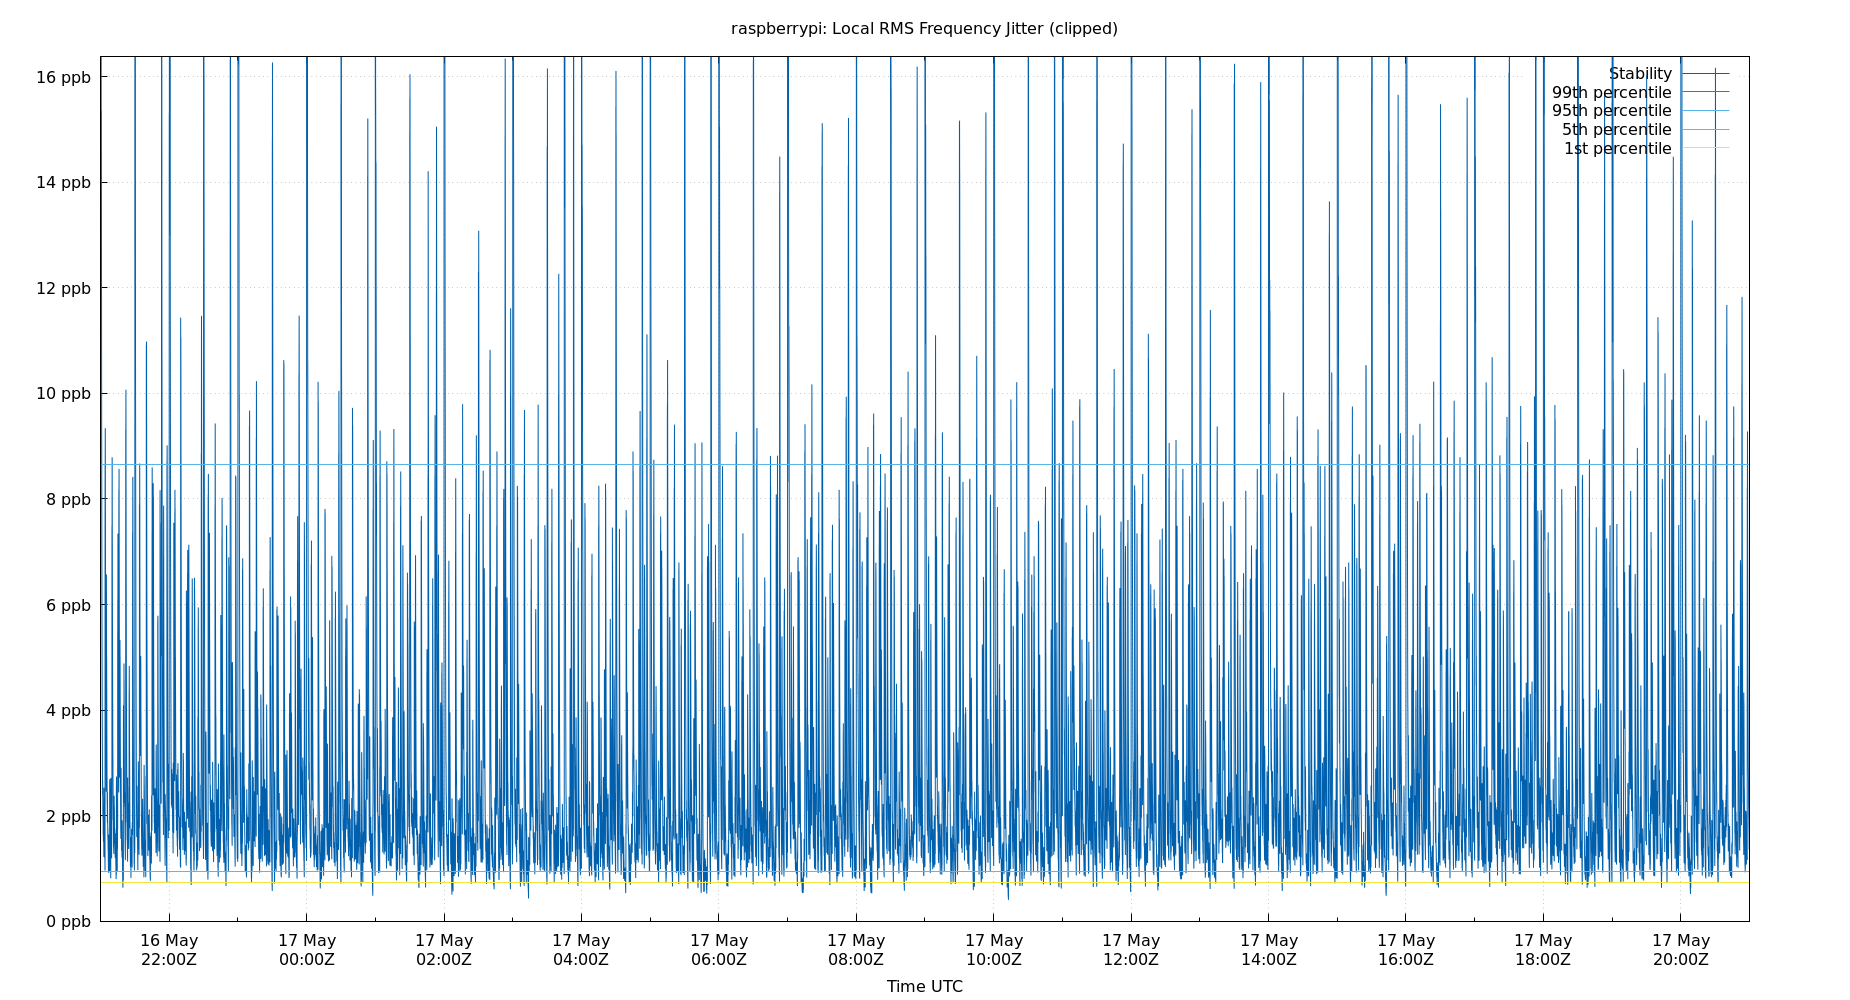 raspberrypi: Local RMS Frequency Jitter (clipped)
16 ppb
14 ppb
12 ppb
10 ppb
8 ppb
6 ppb
4 ppb
2 ppb
0 ppb
Stability
99th percentile
95th percentile
5th percentile
1st percentile
16 May 17 May 17 May 17 May 17 May 17 May 17 May 17 May 17 May 17 May 17 May 17 May
22:00Z 00:00Z 02:00Z 04:00Z 06:00Z 08:00Z 10:00Z 12:00Z 14:00Z 16:00Z 18:00Z 20:00Z
Time UTC